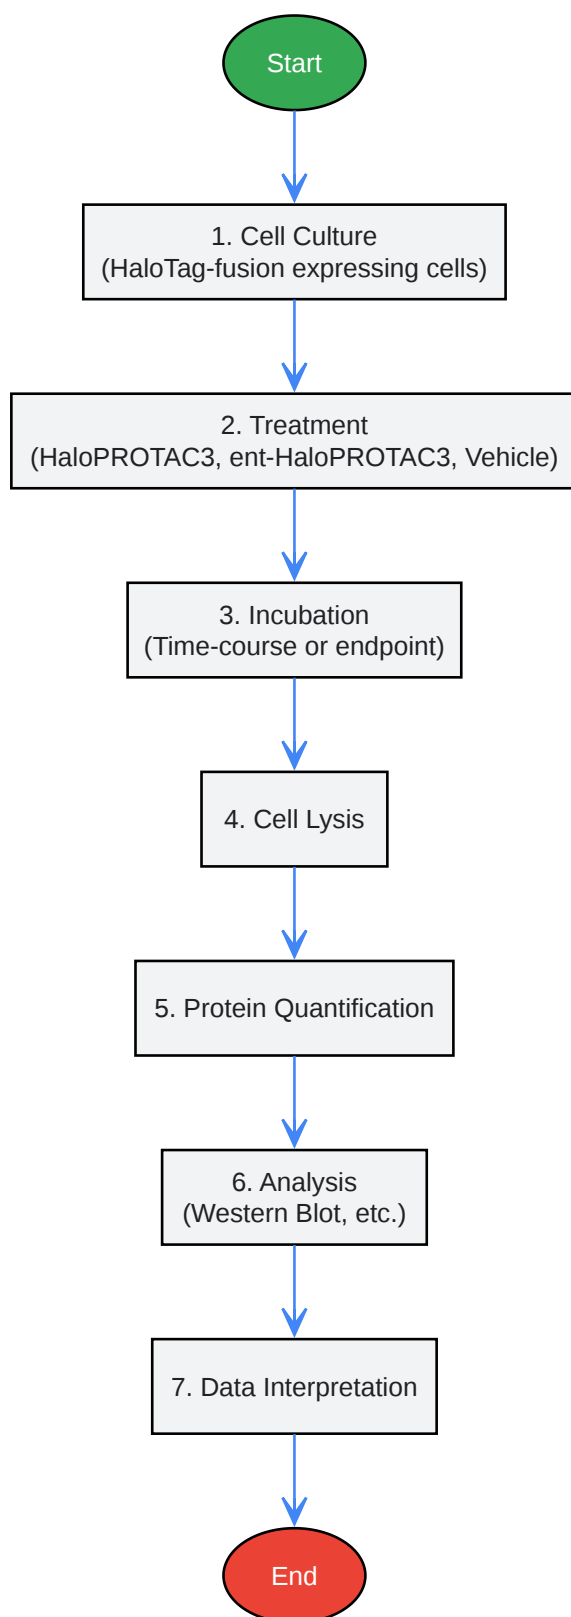 Start
1. Cell Culture
(HaloTag-fusion expressing cells)
2. Treatment
(HaloPROTAC3, ent-HaloPROTAC3, Vehicle)
3. Incubation
(Time-course or endpoint)
4. Cell Lysis
5. Protein Quantification
6. Analysis
(Western Blot, etc.)
7. Data Interpretation
End